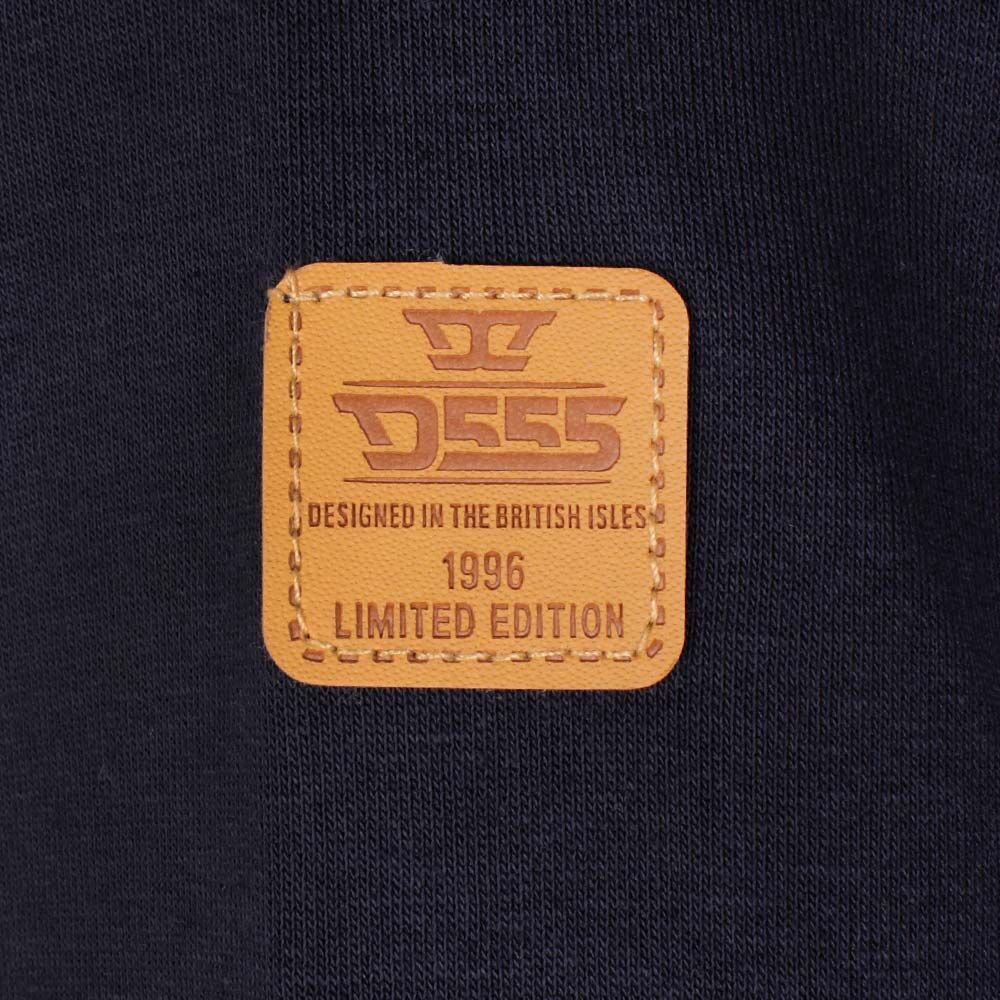 D555
DESIGNED IN THE BRITISH ISLES
1996
LIMITED EDITION